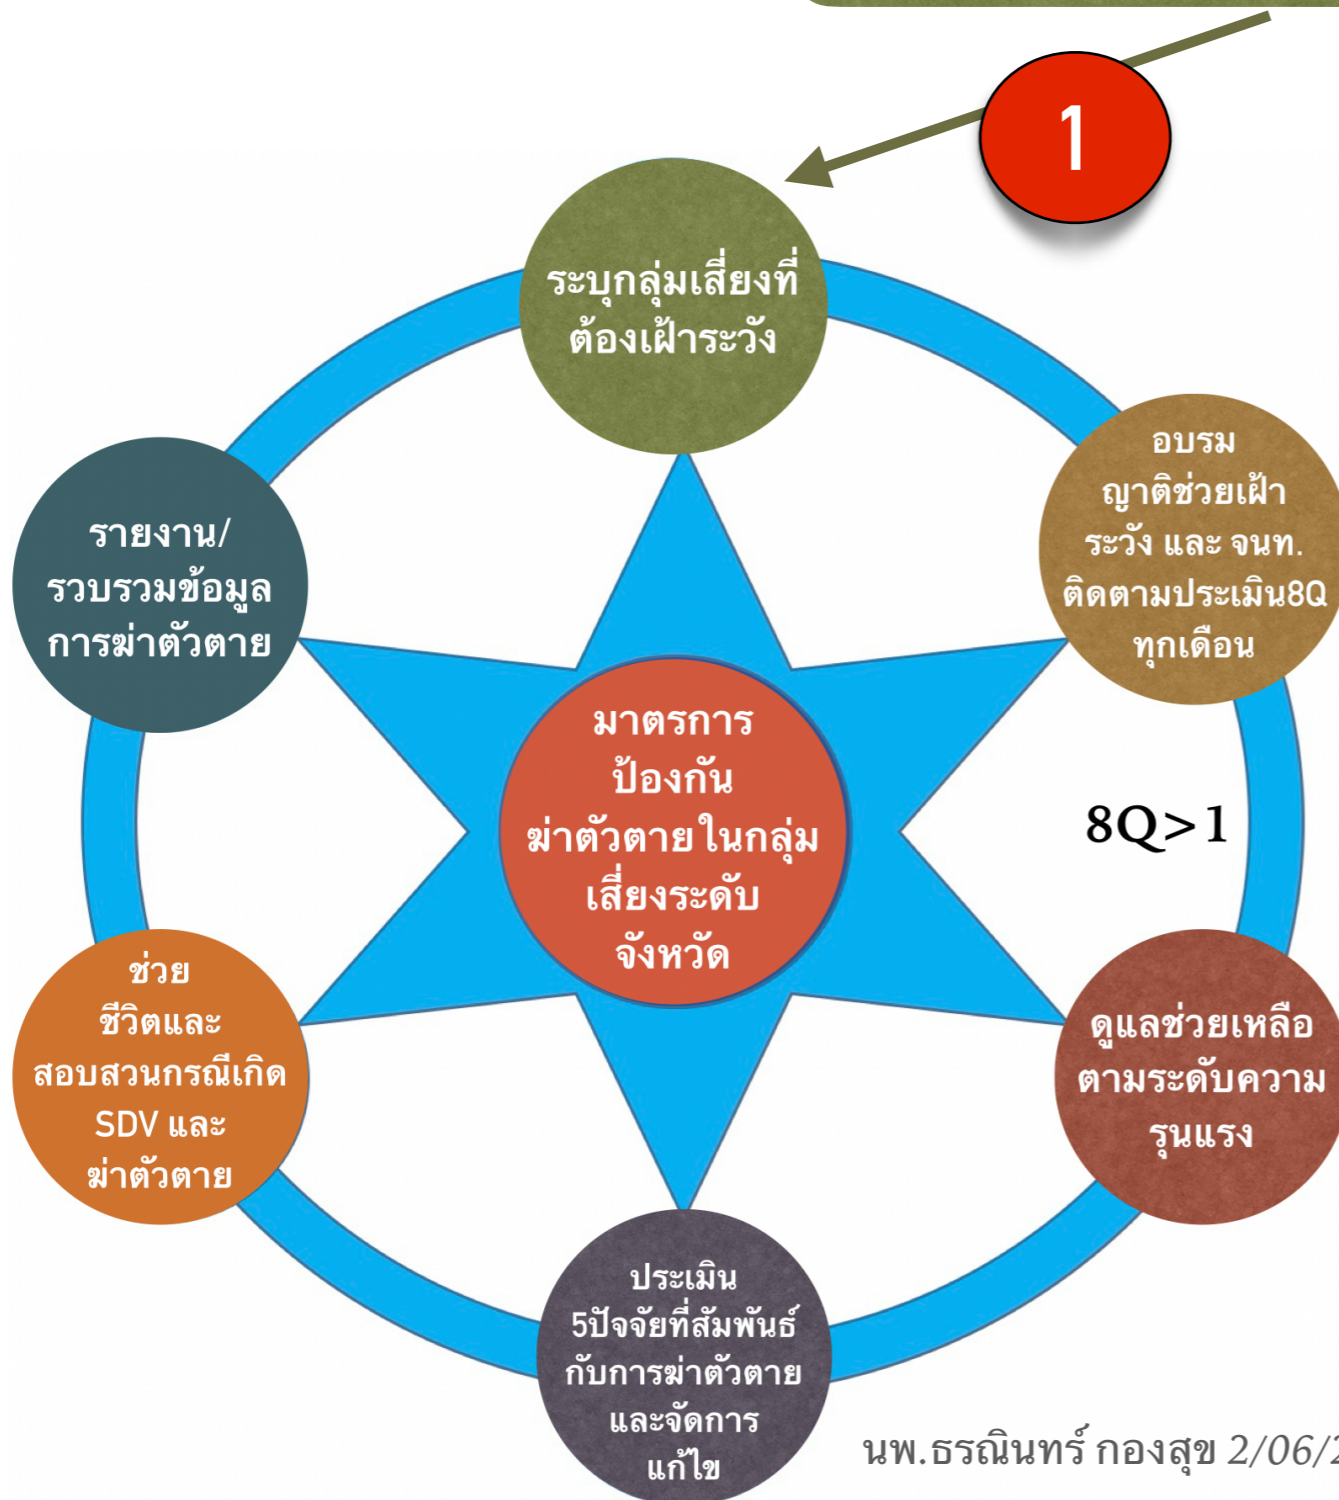 1
ระบุกลุ่มเสี่ยงที่
ต้องเฝ้าระวัง
อบรม
ญาติช่วยเฝ้า
ระวัง และ จนท.
ติดตามประเมิน8Q
ทุกเดือน
รายงาน/
รวบรวมข้อมูล
การฆ่าตัวตาย
มาตรการ
ป้องกัน
ฆ่าตัวตาย ในกลุ่ม
เสี่ยงระดับ
จังหวัด
8Q>1
ช่วย
ชีวิตและ
สอบสวนกรณีเกิด
SDV และ
ฆ่าตัวตาย
ดูแลช่วยเหลือ
ตามระดับความ
รุนแรง
ประเมิน
5ปัจจัยที่สัมพันธ์
กับการฆ่าตัวตาย
และจัดการ
แก้ไข
นพ.ธรณินทร์ กองสุข 2/06/